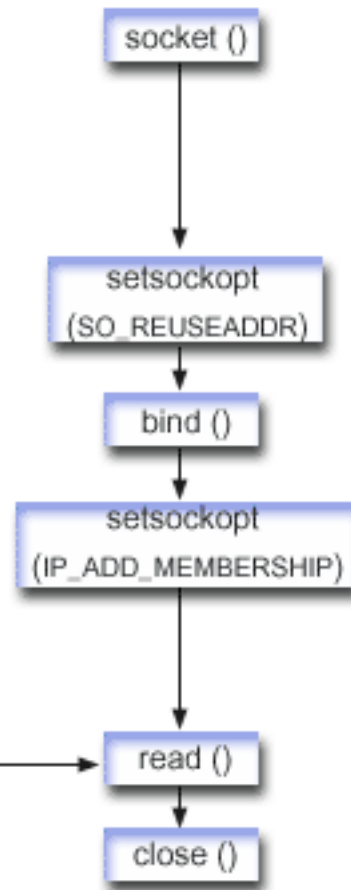 socket ()
setsockopt
(SO_REUSEADDR)
bind ()
setsockopt
(IP_ADD_MEMBERSHIP)
read ()
close ()